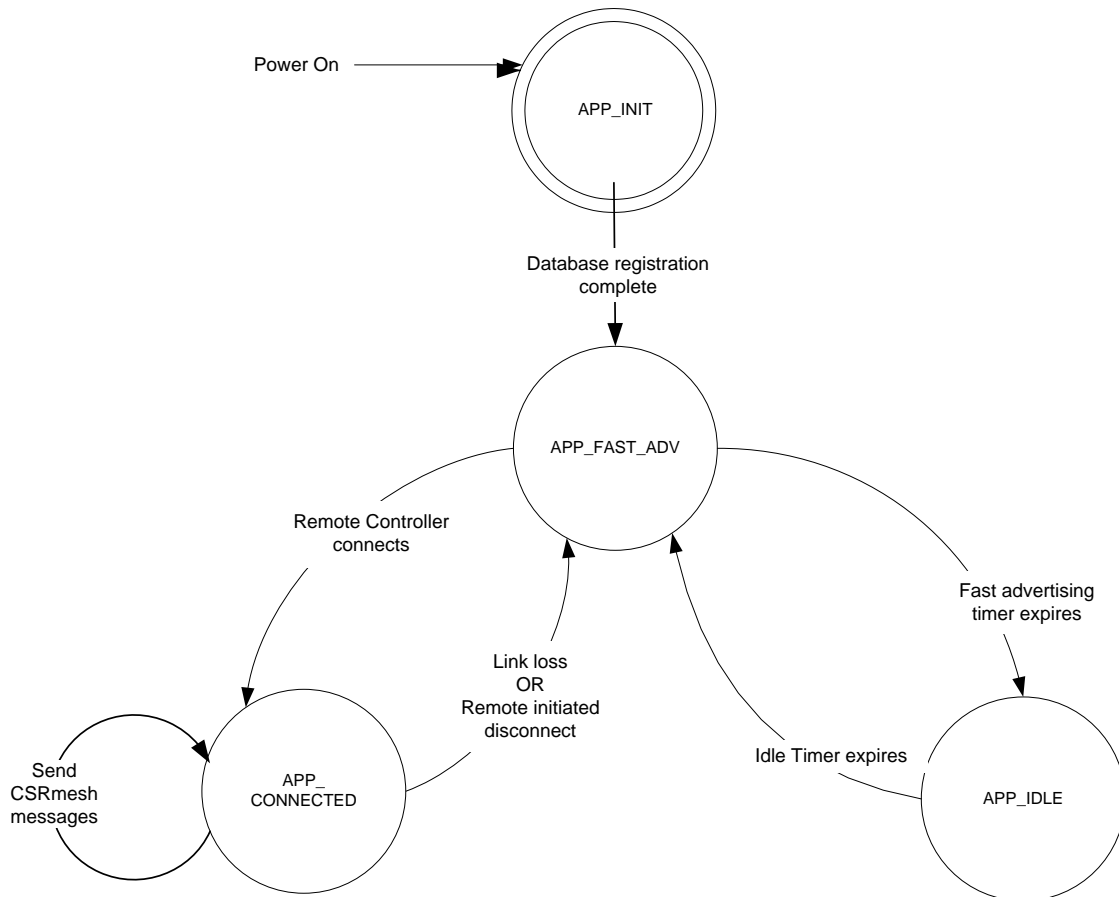 Power On
APP_INIT
Database registration
complete
APP_FAST_ADV
Remote Controller
connects
Fast advertising
timer expires
Link loss
OR
Remote initiated
disconnect
Idle Timer expires
Send
CSRmesh
messages
APP_
CONNECTED
APP_IDLE